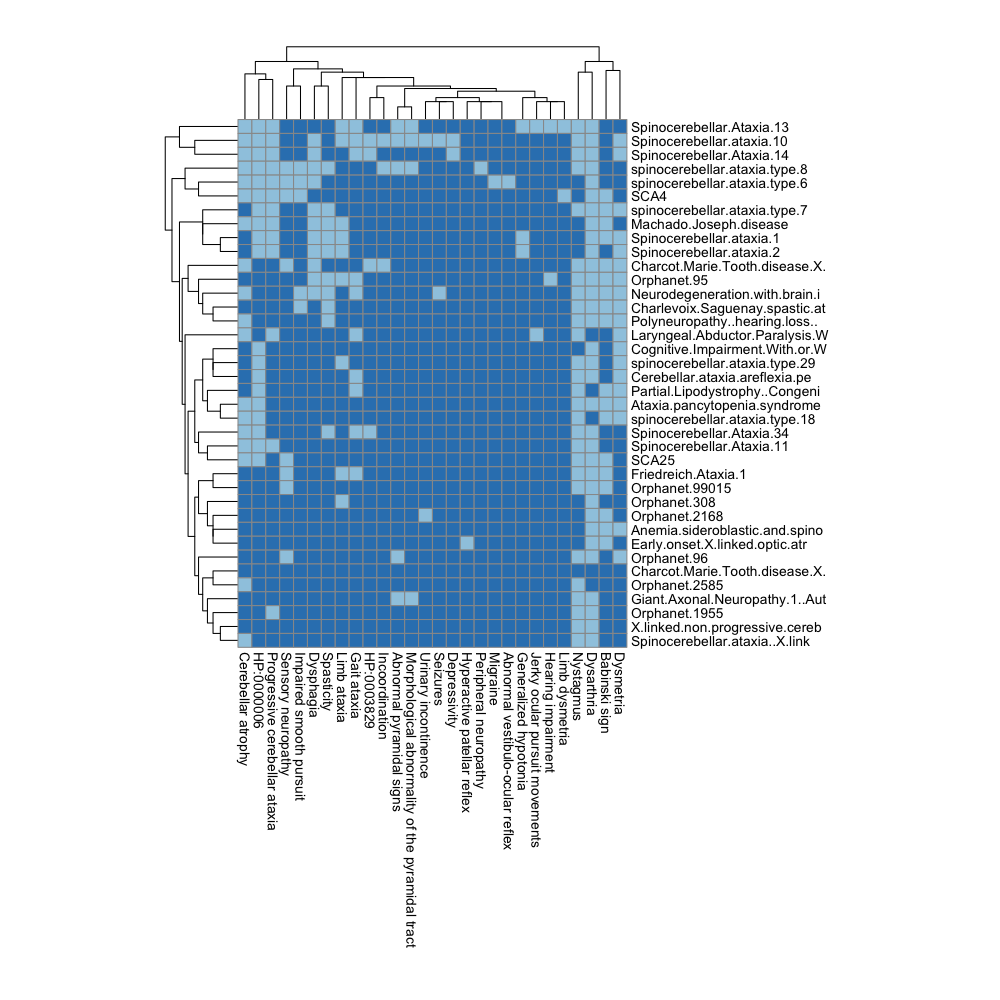 Spinocerebellar.Ataxia.13
Spinocerebellar.ataxia.10
Spinocerebellar.Ataxia.14
spinocerebellar.ataxia.type.8
spinocerebellar.ataxia.type.6
SCA4
spinocerebellar.ataxia.type.7
Machado.Joseph.disease
Spinocerebellar.ataxia.1
Spinocerebellar.ataxia.2
Charcot.Marie.Tooth.disease.X.
Orphanet.95
Neurodegeneration.with.brain.i
Charlevoix.Saguenay.spastic.at
Polyneuropathy..hearing.loss..
Laryngeal.Abductor.Paralysis.W
Cognitive.Impairment.With.or.W
spinocerebellar.ataxia.type.29
Cerebellar.ataxia.areflexia.pe
Partial.Lipodystrophy..Congeni
Ataxia.pancytopenia.syndrome
spinocerebellar.ataxia.type.18
Spinocerebellar.Ataxia.34
Spinocerebellar.Ataxia.11
SCA25
Friedreich.Ataxia.1
Orphanet.99015
Orphanet.308
Orphanet.2168
Anemia.sideroblastic.and.spino
Early.onset.X.linked.optic.atr
Orphanet.96
Charcot.Marie.Tooth.disease.X.
Orphanet.2585
Giant.Axonal.Neuropathy.1..Aut
Orphanet.1955
X.linked.non.progressive.cereb
Spinocerebellar.ataxia..X.link
Cerebellar atrophy
HP:0000006
Progressive cerebellar ataxia
Sensory neuropathy
Impaired smooth pursuit
Dysphagia
Spasticity
Limb ataxia
Gait ataxia
HP:0003829
Incoordination
Abnormal pyramidal signs
Morphological abnormality of the pyramidal tract
Urinary incontinence
Seizures
Depressivity
Hyperactive patellar reflex
Peripheral neuropathy
Migraine
Abnormal vestibulo-ocular reflex
Generalized hypotonia
Jerky ocular pursuit movements
Hearing impairment
Limb dysmetria
Nystagmus
Dysarthria
Babinski sign
Dysmetria